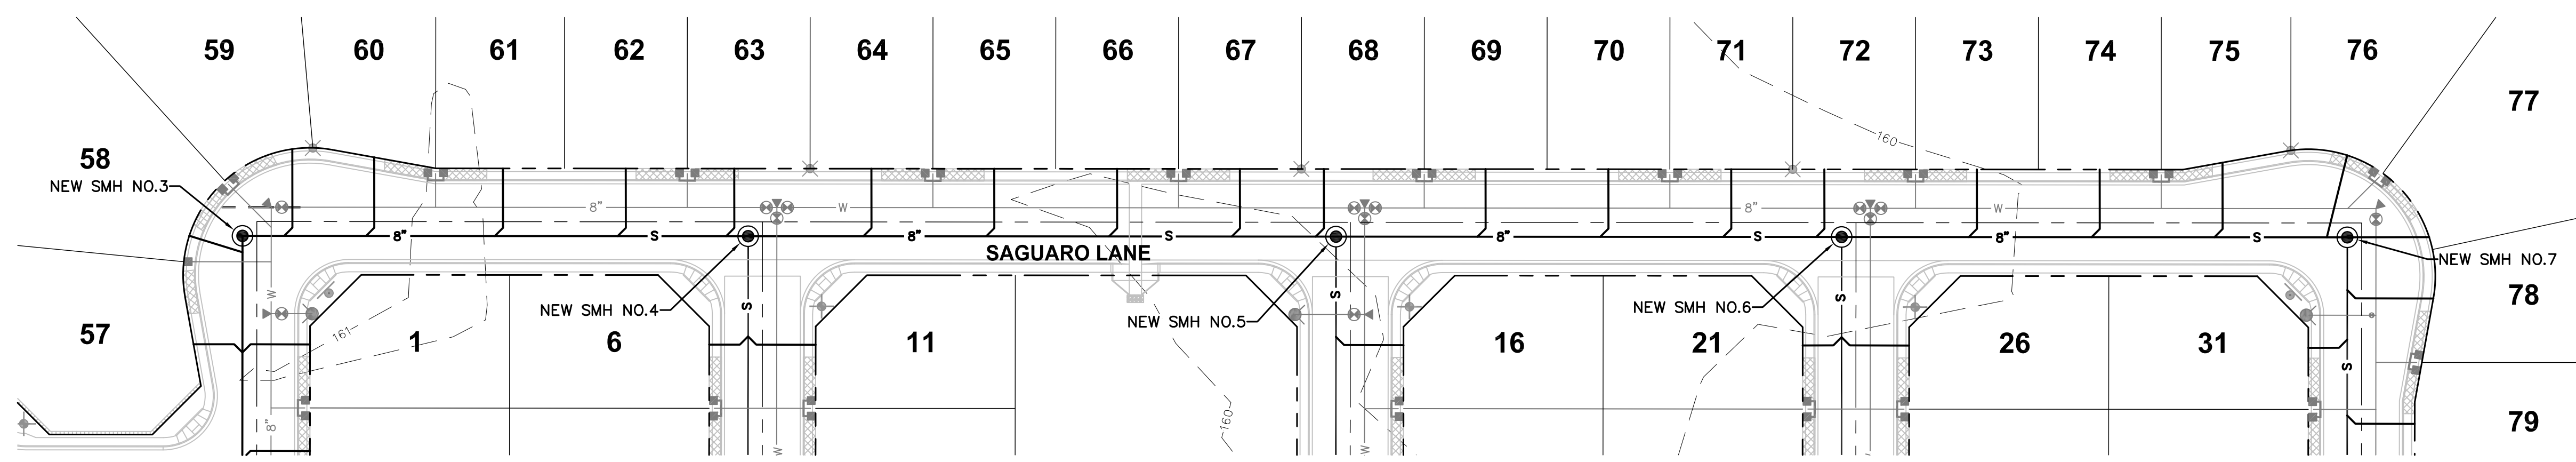 59 60 61 62 63 64 65 66 67 68 69 70 71 72 73 74 75 76
77
160
58
NEW SMH NO.3
8" W 8" W
8" S 8" S 8" S 8" S
SAGUARO LANE
NEW SMH NO.7
W
78
S S S S
NEW SMH NO.4
NEW SMH NO.5
NEW SMH NO.6
161
57 1 6 11 16 21 26 31
S
160
79
8" W W W